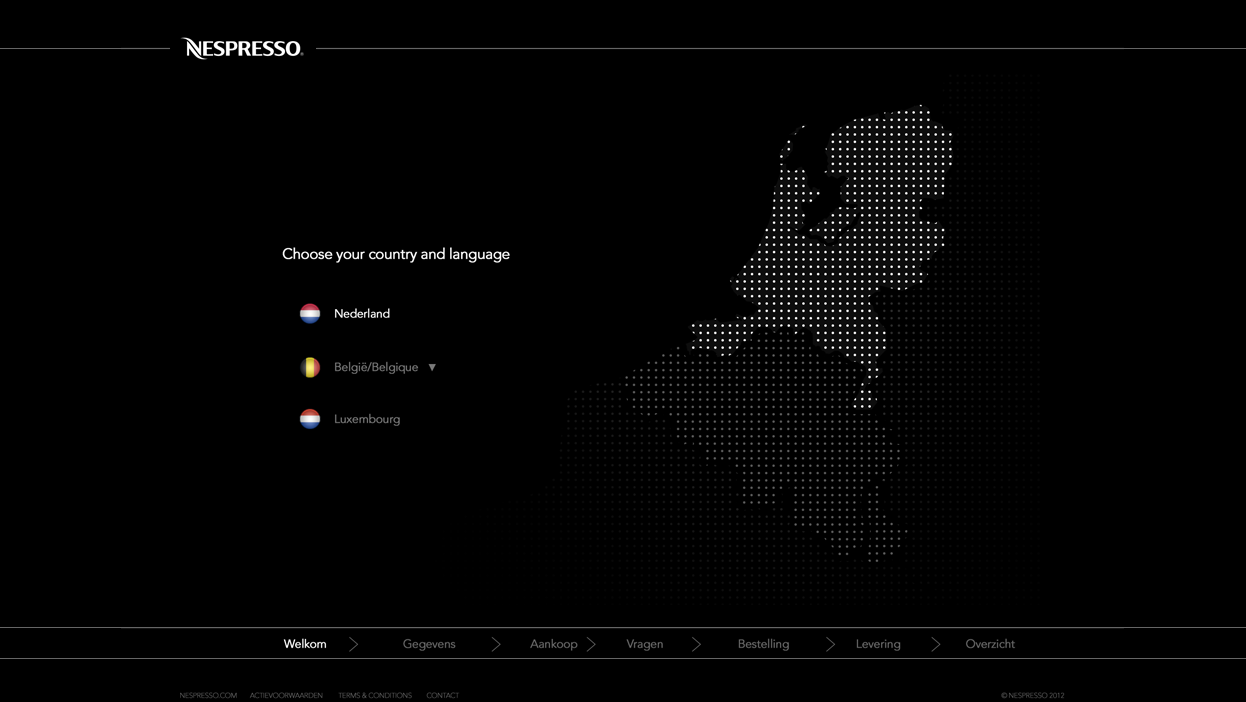 NESPRESSO.
Choose your country and language
Nederland
België/Belgique ▼
Luxembourg
Welkom Gegevens Aankoop Vragen Bestelling Levering Overzicht
NESPRESSO.COM ACTIEVOORWAARDEN TERMS & CONDITIONS CONTACT © NESPRESSO 2012